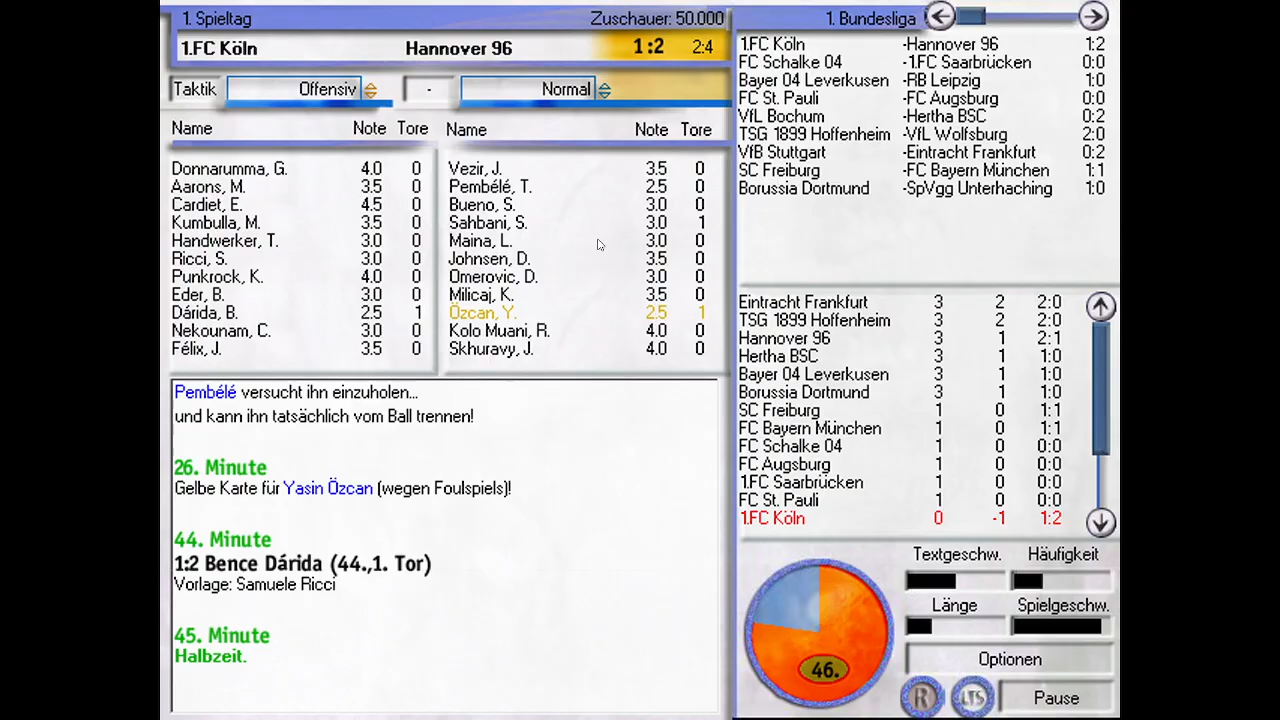 1. Spieltag Zuschauer: 50.000
1.FC Köln Hannover 96 1:2 2:4
Taktik Offensiv - Normal
Name Note Tore Name Note Tore
Donnarumma, G. 4.0 0 Vezir, J. 3.5 0
Aarons, M. 3.5 0 Pembélé, T. 2.5 0
Cardiet, E. 4.5 0 Bueno, S. 3.0 0
Kumbulla, M. 3.5 0 Sahbani, S. 3.0 1
Handwerker, T. 3.0 0 Maina, L. 3.0 0
Ricci, S. 3.0 0 Johnsen, D. 3.5 0
Punkrock, K. 4.0 0 Omerovic, D. 3.0 0
Eder, B. 3.0 0 Milicaj, K. 3.5 0
Dárida, B. 2.5 1 Özcan, Y. 2.5 1
Nekounam, C. 3.0 0 Kolo Muani, R. 4.0 0
Félix, J. 3.5 0 Skhuravy, J. 4.0 0
Pembélé versucht ihn einzuholen...
und kann ihn tatsächlich vom Ball trennen!
26. Minute
Gelbe Karte für Yasin Özcan (wegen Foulspiels)!
44. Minute
1:2 Bence Dárida (44.,1. Tor)
Vorlage: Samuele Ricci
45. Minute
Halbzeit.
1. Bundesliga
1.FC Köln -Hannover 96 1:2
FC Schalke 04 -1.FC Saarbrücken 0:0
Bayer 04 Leverkusen -RB Leipzig 1:0
FC St. Pauli -FC Augsburg 0:0
VfL Bochum -Hertha BSC 0:2
TSG 1899 Hoffenheim -VfL Wolfsburg 2:0
VfB Stuttgart -Eintracht Frankfurt 0:2
SC Freiburg -FC Bayern München 1:1
Borussia Dortmund -SpVgg Unterhaching 1:0
Eintracht Frankfurt 3 2 2:0
TSG 1899 Hoffenheim 3 2 2:0
Hannover 96 3 1 2:1
Hertha BSC 3 1 1:0
Bayer 04 Leverkusen 3 1 1:0
Borussia Dortmund 3 1 1:0
SC Freiburg 1 0 1:1
FC Bayern München 1 0 1:1
FC Schalke 04 1 0 0:0
FC Augsburg 1 0 0:0
1.FC Saarbrücken 1 0 0:0
FC St. Pauli 1 0 0:0
1.FC Köln 0 -1 1:2
Textgeschw. Häufigkeit
Länge Spielgeschw.
46.
Optionen
R LTS Pause